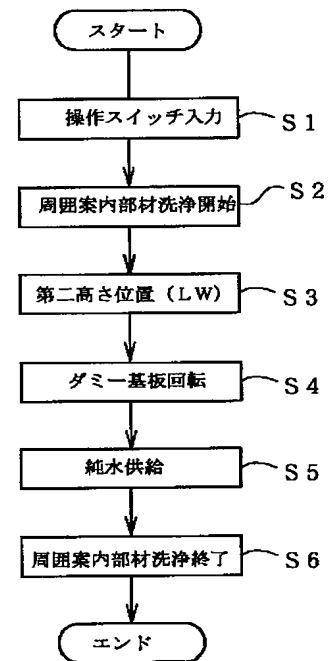 スタート
操作スイッチ入力
S1
周囲案内部材洗浄開始
S2
第二高さ位置(LW)
S3
ダミー基板回転
S4
純水供給
S5
周囲案内部材洗浄終了
S6
エンド